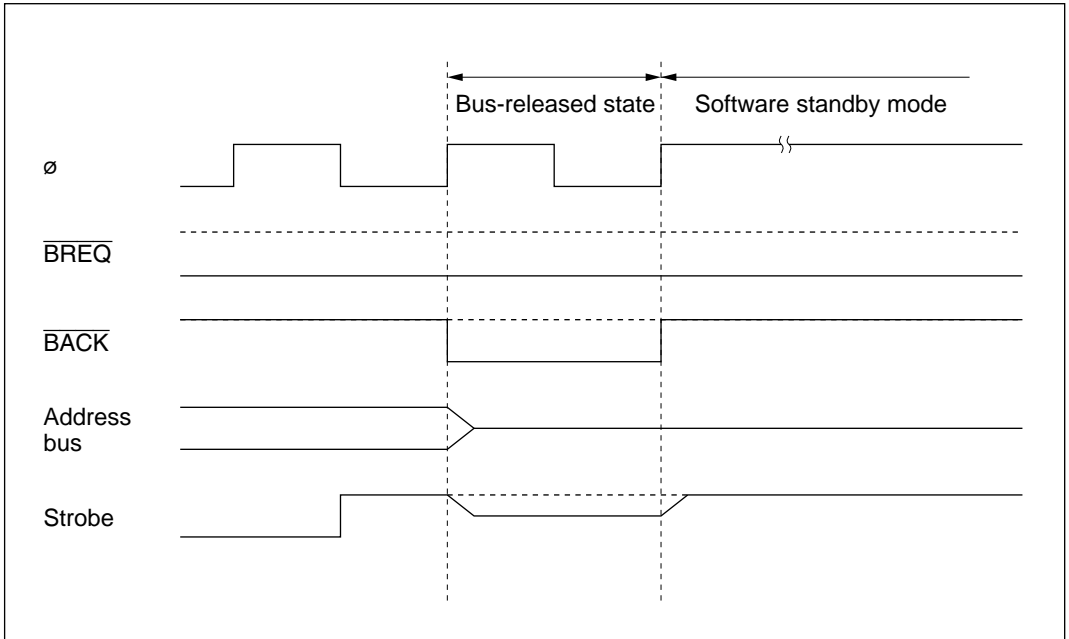 Bus-released state Software standby mode
ø
BREQ
BACK
Address
bus
Strobe